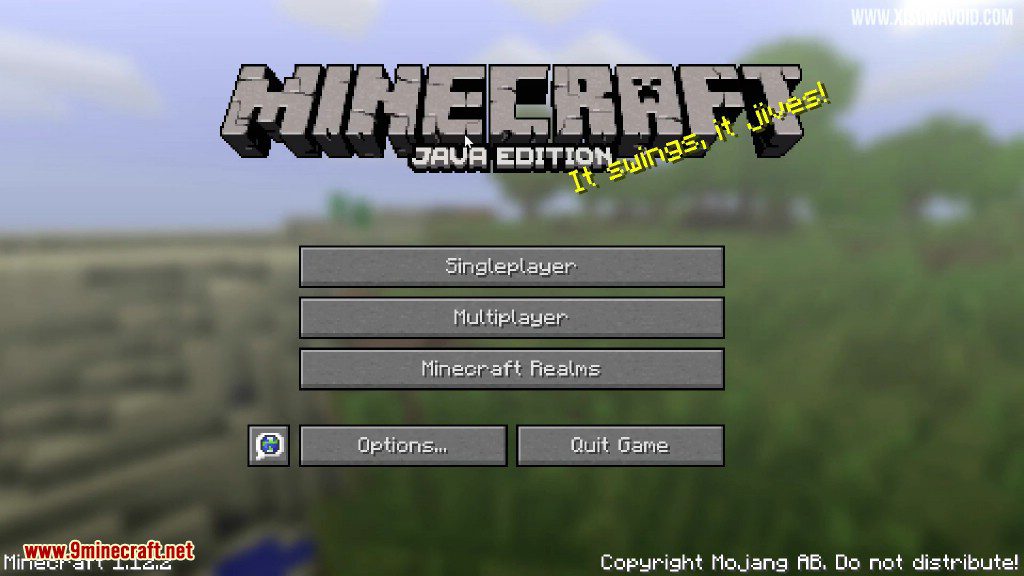 WWW.XISUMAVOID.COM
MINECRAFT
JAVA EDITION
It swings, it jives!
Singleplayer
Multiplayer
Minecraft Realms
Options...
Quit Game
www.9minecraft.net
Minecraft 1.12.2
Copyright Mojang AB. Do not distribute!